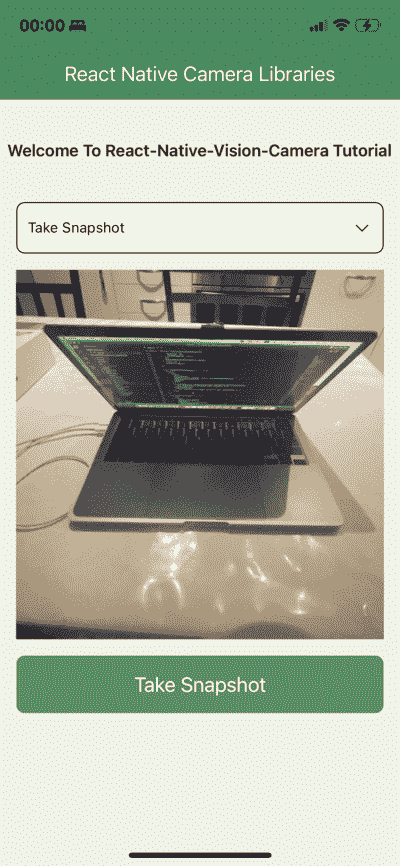 00:00
React Native Camera Libraries
Welcome To React-Native-Vision-Camera Tutorial
Take Snapshot
Take Snapshot